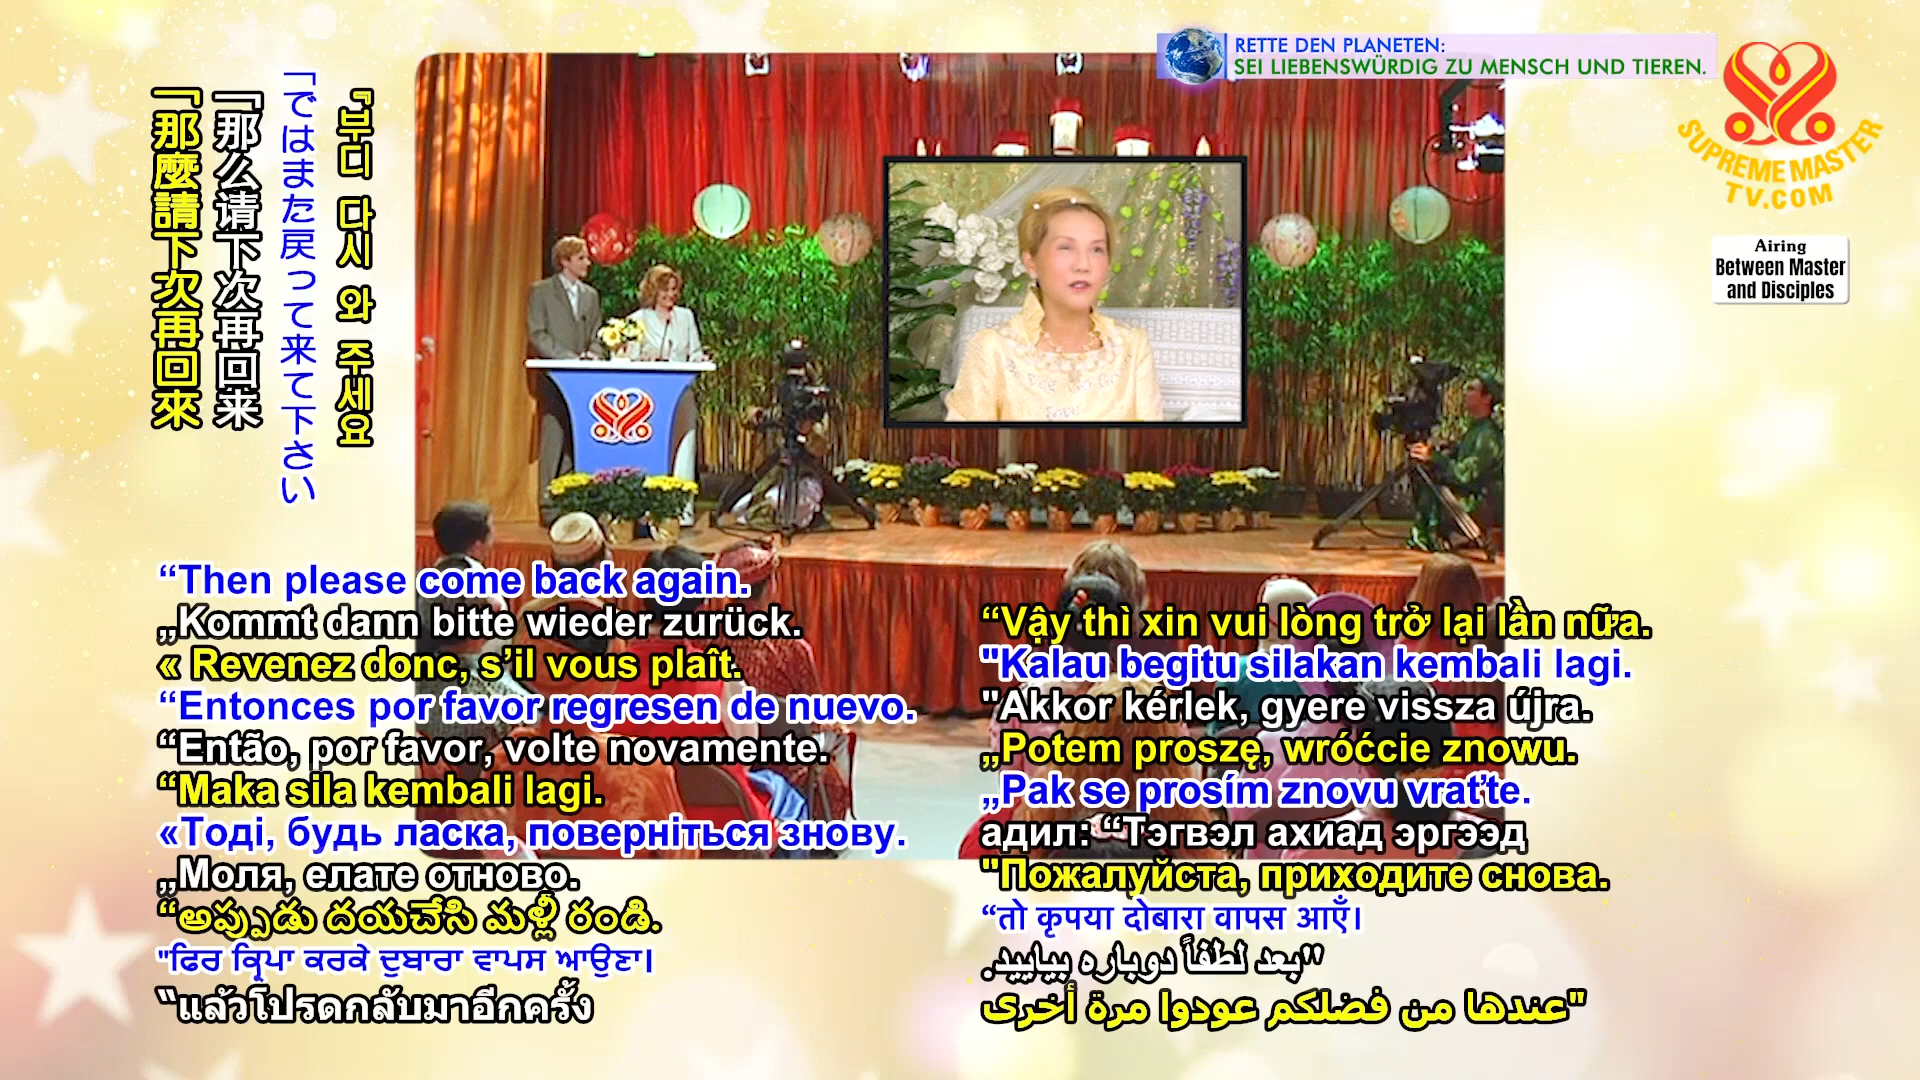 RETTE DEN PLANETEN:
SEI LIEBENSWÜRDIG ZU MENSCH UND TIEREN.
SUPREME MASTER
TV.COM
Airing
Between Master
and Disciples
『부디 다시 와 주세요
「ではまた戻って来て下さい
「那么请下次再回来
「那麼請下次再回來
“Then please come back again.
„Kommt dann bitte wieder zurück.
« Revenez donc, s’il vous plaît.
“Entonces por favor regresen de nuevo.
“Então, por favor, volte novamente.
“Maka sila kembali lagi.
«Тоді, будь ласка, поверніться знову.
„Моля, елате отново.
“అప్పుడు దయచేసి మళ్లీ రండి.
"ਫਿਰ ਕ੍ਰਿਪਾ ਕਰਕੇ ਦੁਬਾਰਾ ਵਾਪਸ ਆਉਣਾ।
“แล้วโปรดกลับมาอีกครั้ง
“Vậy thì xin vui lòng trở lại lần nữa.
"Kalau begitu silakan kembali lagi.
"Akkor kérlek, gyere vissza újra.
„Potem proszę, wróćcie znowu.
„Pak se prosím znovu vraťte.
адил: “Тэгвэл ахиад эргээд
"Пожалуйста, приходите снова.
“तो कृपया दोबारा वापस आएँ।
"بعد لطفاً دوباره بیایید.
"عندها من فضلكم عودوا مرة أخرى